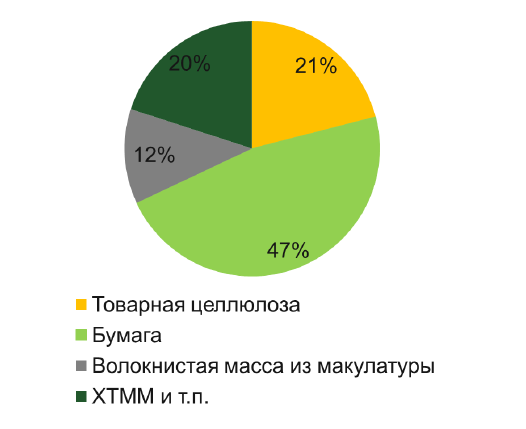 20%
21%
12%
47%
Товарная целлюлоза
Бумага
Волокнистая масса из макулатуры
ХТММ и т.п.